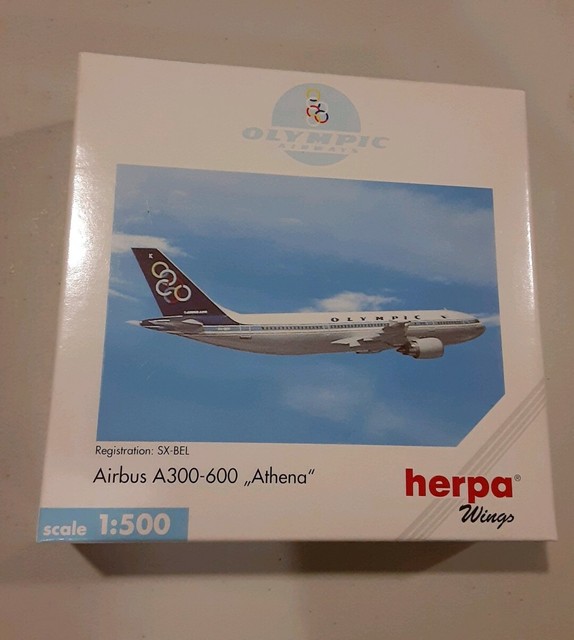 OLYMPIC
AIRWAYS
OLYMPIC
Registration: SX-BEL
Airbus A300-600 „Athena“
herpa®
Wings
scale 1:500